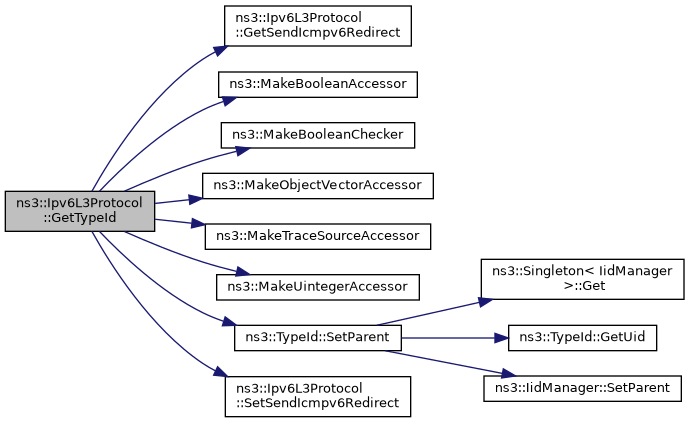 ns3::Ipv6L3Protocol
::GetTypeId
ns3::Ipv6L3Protocol
::GetSendIcmpv6Redirect
ns3::MakeBooleanAccessor
ns3::MakeBooleanChecker
ns3::MakeObjectVectorAccessor
ns3::MakeTraceSourceAccessor
ns3::MakeUintegerAccessor
ns3::TypeId::SetParent
ns3::Ipv6L3Protocol
::SetSendIcmpv6Redirect
ns3::Singleton< IidManager
>::Get
ns3::TypeId::GetUid
ns3::IidManager::SetParent